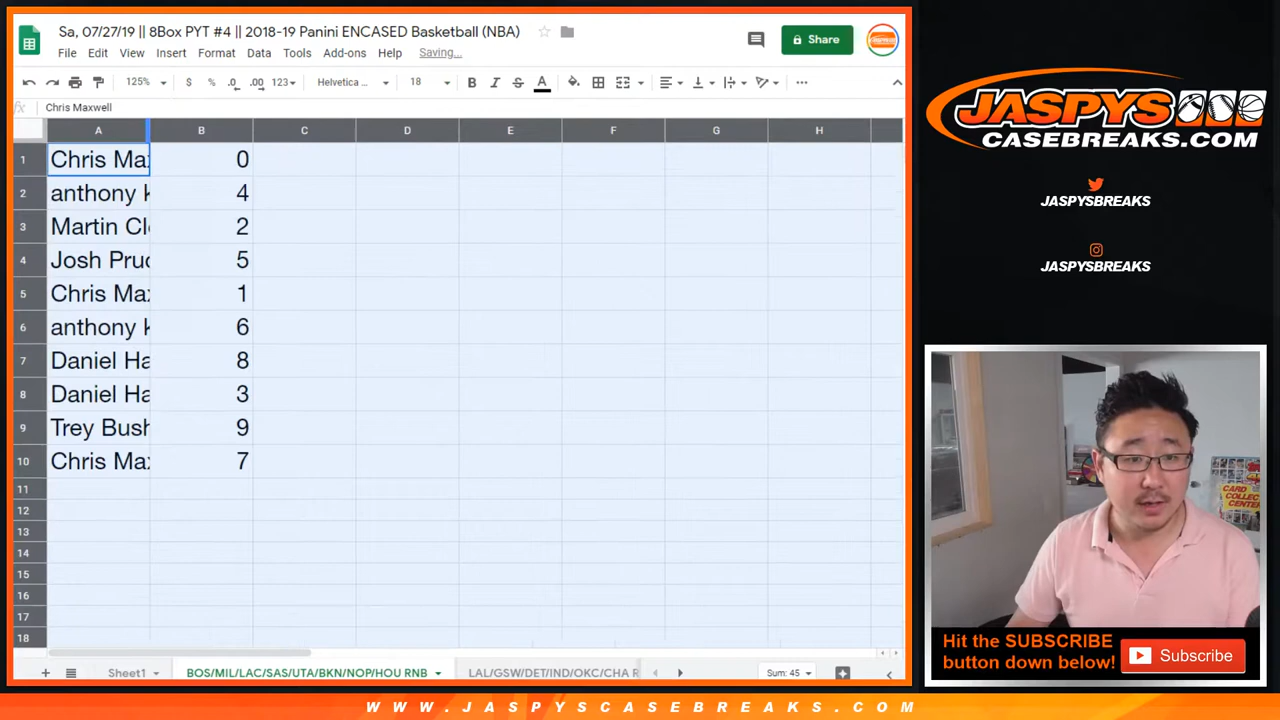 Sa, 07/27/19 || 8Box PYT #4 || 2018-19 Panini ENCASED Basketball (NBA)
File Edit View Insert Format Data Tools Add-ons Help Saving...
Share
125% $ % .0 .00 123 Helvetica ... 18 B I S A
fx Chris Maxwell
A B C D E F G H
1 Chris Max 0
2 anthony k 4
3 Martin Clo 2
4 Josh Pruc 5
5 Chris Max 1
6 anthony k 6
7 Daniel Ha 8
8 Daniel Ha 3
9 Trey Bush 9
10 Chris Max 7
11
12
13
14
15
16
17
18
Sheet1 BOS/MIL/LAC/SAS/UTA/BKN/NOP/HOU RNB LAL/GSW/DET/IND/OKC/CHA R Sum: 45
JASPYS
CASEBREAKS.COM
JASPYSBREAKS
JASPYSBREAKS
CARD
COLLEC
CENTER
Hit the SUBSCRIBE
button down below!
Subscribe
WWW.JASPYSCASEBREAKS.COM